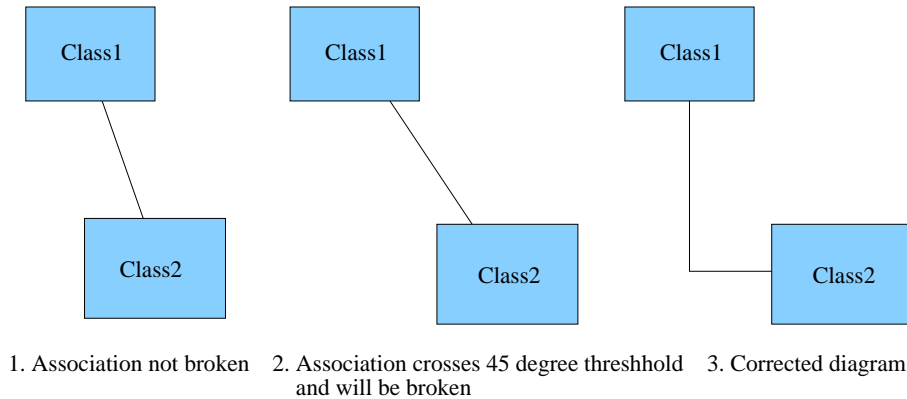 Class1
Class1
Class1
Class2
Class2
Class2
1. Association not broken
2. Association crosses 45 degree threshhold
and will be broken
3. Corrected diagram